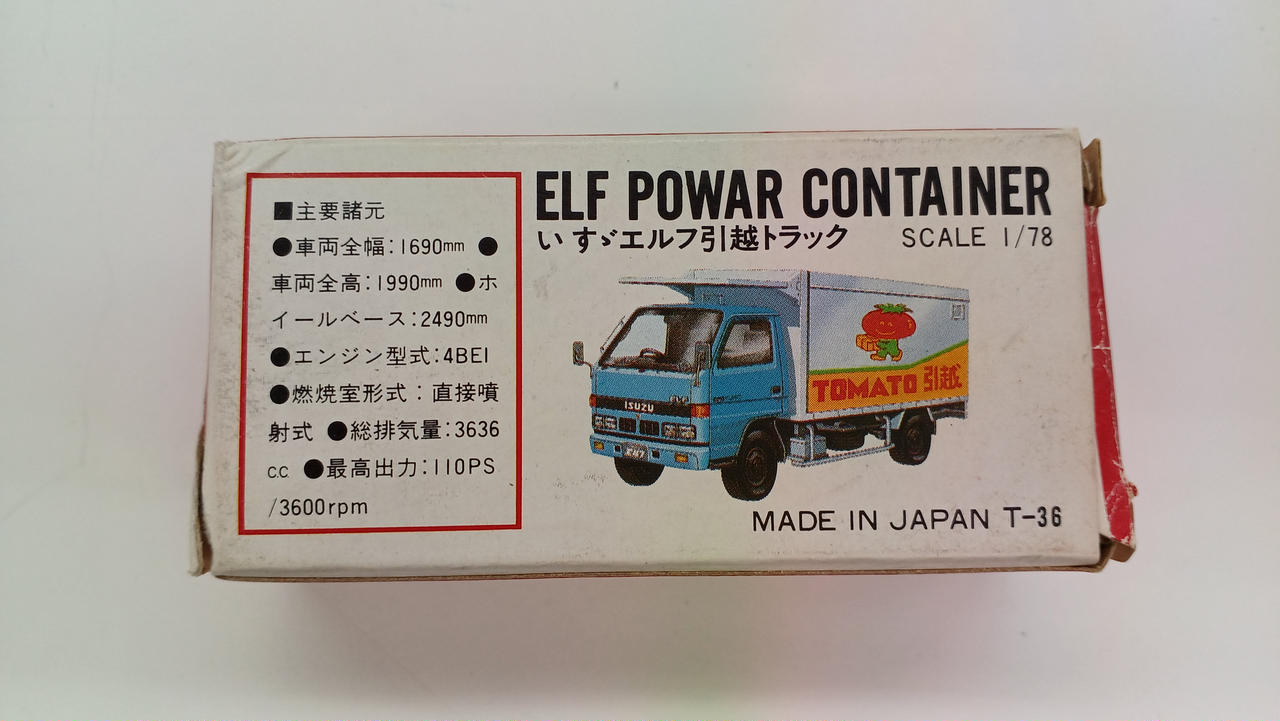 ■主要諸元
●車両全幅:1690mm ●
車両全高:1990mm ●ホ
イールベース:2490mm
●エンジン型式:4BE1
●燃焼室形式:直接噴
射式 ●総排気量:3636
c.c. ●最高出力:110PS
/3600rpm
ELF POWAR CONTAINER
いすゞエルフ引越トラック
SCALE 1/78
TOMATO 引越
ISUZU
MADE IN JAPAN T-36